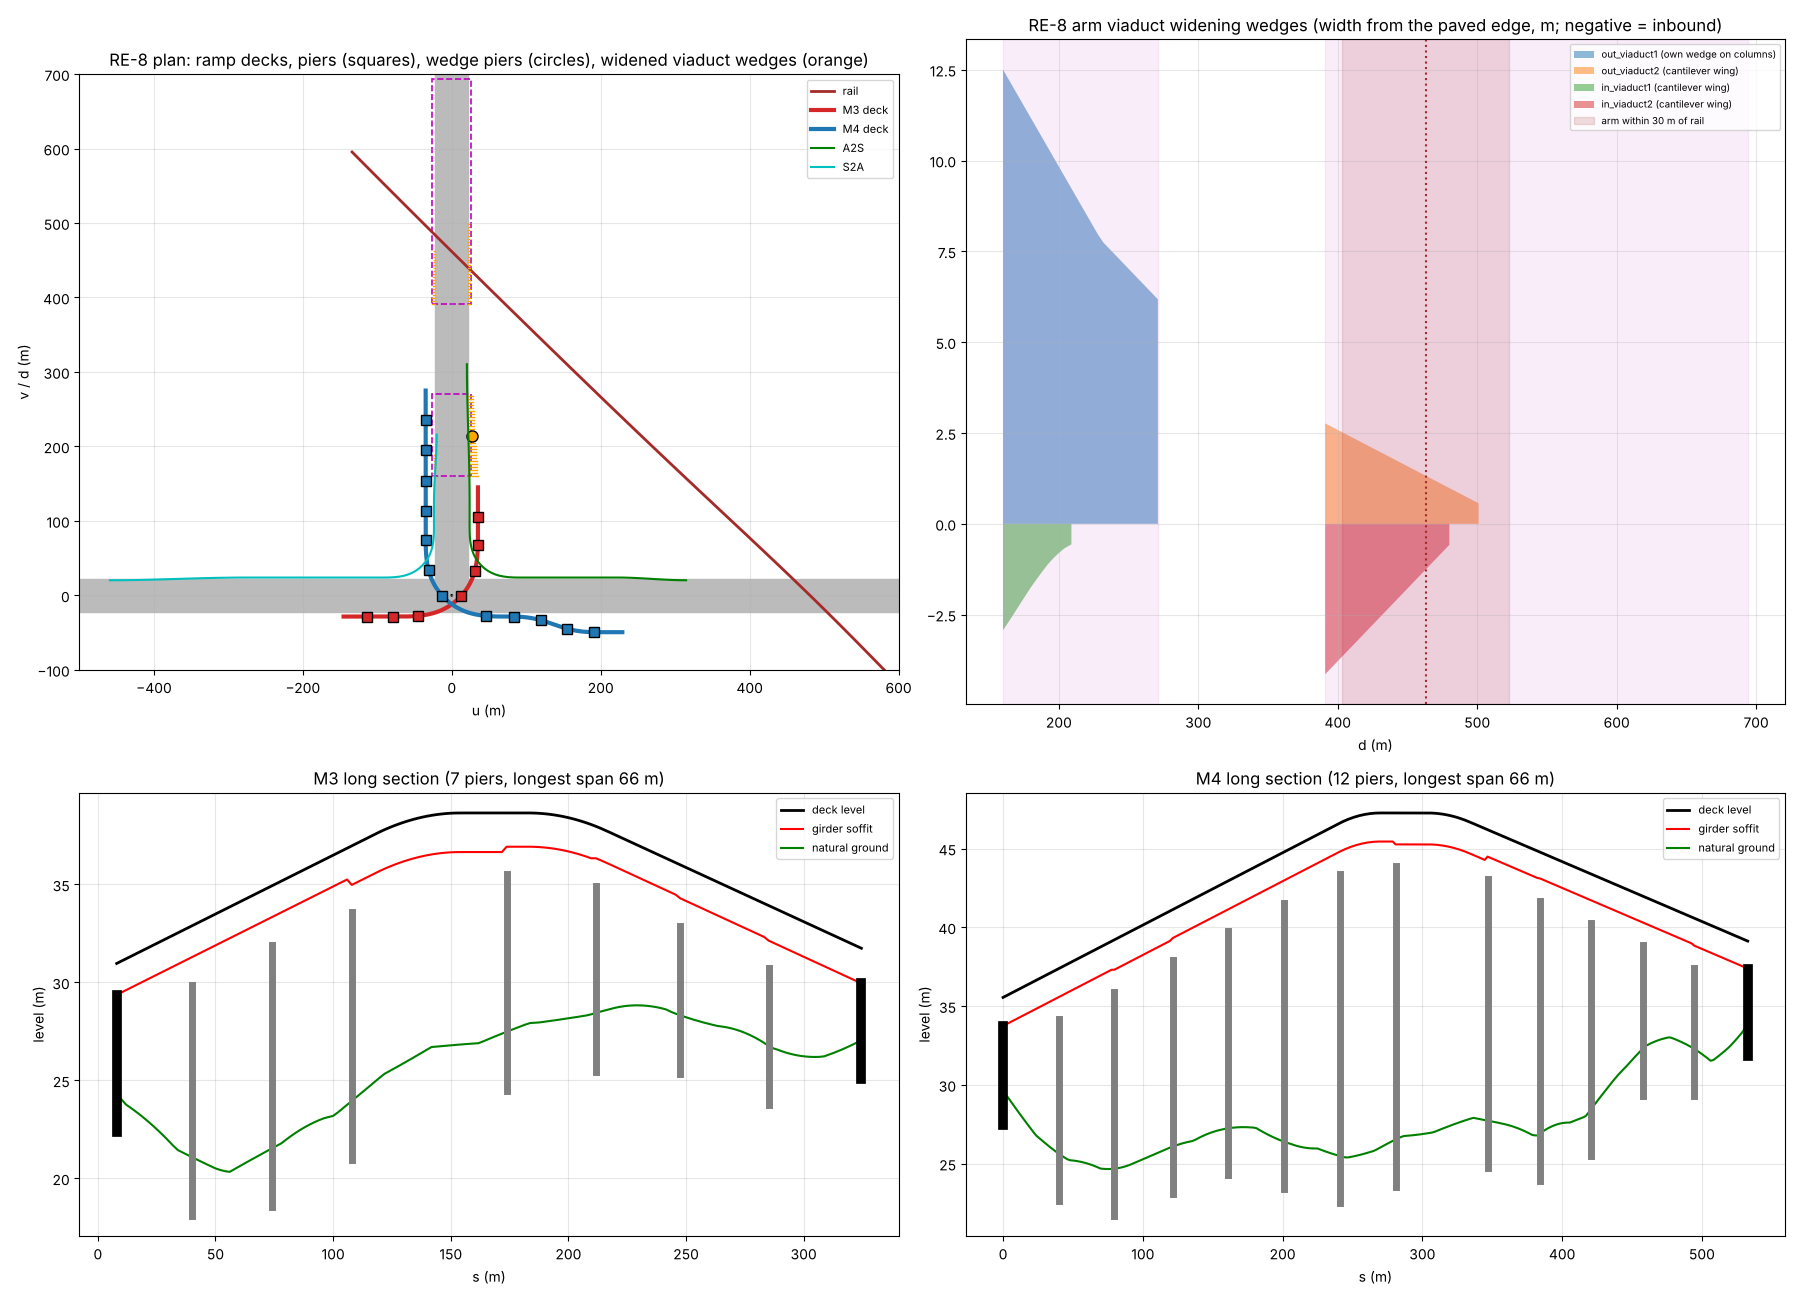 RE-8 plan: ramp decks, piers (squares), wedge piers (circles), widened viaduct wedges (orange)
700
600
500
400
300
200
100
0
−100
v / d (m)
−400
−200
0
200
400
600
u (m)
rail
M3 deck
M4 deck
A2S
S2A
RE-8 arm viaduct widening wedges (width from the paved edge, m; negative = inbound)
12.5
10.0
7.5
5.0
2.5
0.0
−2.5
200
300
400
500
600
700
d (m)
out_viaduct1 (own wedge on columns)
out_viaduct2 (cantilever wing)
in_viaduct1 (cantilever wing)
in_viaduct2 (cantilever wing)
arm within 30 m of rail
M3 long section (7 piers, longest span 66 m)
35
30
25
20
level (m)
0
50
100
150
200
250
300
s (m)
deck level
girder soffit
natural ground
M4 long section (12 piers, longest span 66 m)
45
40
35
30
25
level (m)
0
100
200
300
400
500
s (m)
deck level
girder soffit
natural ground